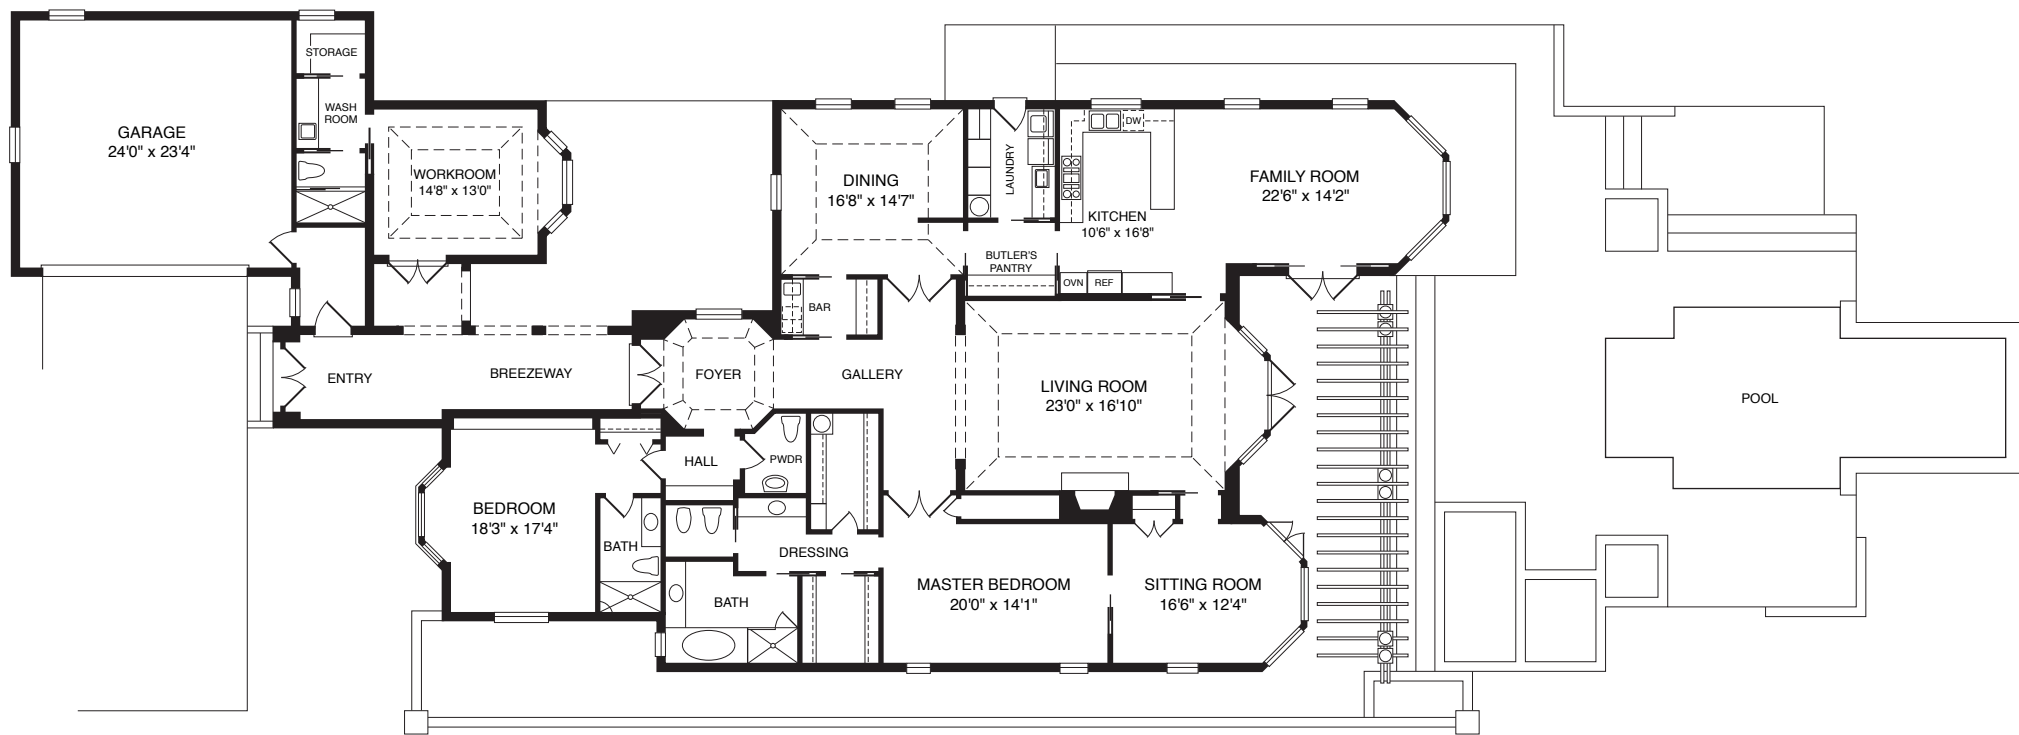 STORAGE
WASH
ROOM
GARAGE
24'0" x 23'4"
WORKROOM
14'8" x 13'0"
DINING
16'8" x 14'7"
LAUNDRY
DW
KITCHEN
10'6" x 16'8"
FAMILY ROOM
22'6" x 14'2"
BUTLER'S
PANTRY
OVN
REF
BAR
ENTRY
BREEZEWAY
FOYER
GALLERY
LIVING ROOM
23'0" x 16'10"
POOL
HALL
PWDR
BEDROOM
18'3" x 17'4"
BATH
DRESSING
BATH
MASTER BEDROOM
20'0" x 14'1"
SITTING ROOM
16'6" x 12'4"